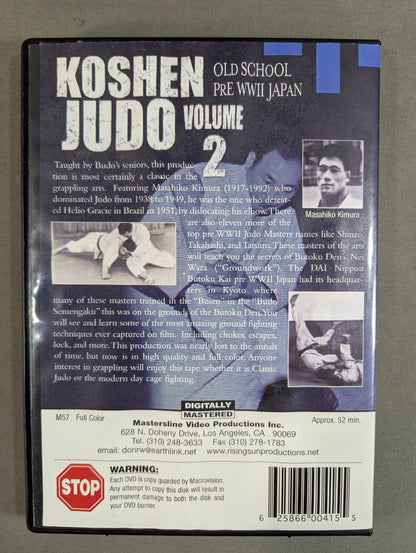 KOSHEN
JUDO
OLD SCHOOL
PRE WWII JAPAN
VOLUME
2
Taught by Budo's seniors, this produc-
tion is most certainly a classic in the
grappling arts. Featuring Masahiko Kimura (1917-1992) who
dominated Judo from 1938 to 1949, he was the one who defeat-
ed Helio Gracie in Brazil in 1951, by dislocating his elbow. There
are also eleven more of the
top pre WWII Judo Masters names like Shinzo,
Takahashi, and Tatsuro. These masters of the arts
will teach you the secrets of Butoku Den's, Nei
Waza ("Groundwork"). The DAI Nippon
Butoku Kai pre WWII Japan had its headquar-
ters in Kyoto where
many of these masters trained in the "Busen" in the "Budo
Semengaku" this was on the grounds of the Butoku Den. You
will see and learn some of the most amazing ground fighting
techniques ever captured on film. Including chokes, escapes,
lock, and more. This production was nearly lost to the annals
of time, but now is in high quality and full color. Anyone
interest in grappling will enjoy this tape whether it is Classic
Judo or the modern day cage fighting.
Masahiko Kimura
DIGITALLY
MASTERED
M57 Full Color
Mastersline Video Productions Inc.
Approx. 52 min.
628 N. Doheny Drive, Los Angeles, CA 90069
Tel. (310) 248-3633 Fax (310) 278-1783
email: donrw@earthlink.net www.risingsunproductions.net
STOP
WARNING:
Each DVD is copy guarded by Macrovision.
Any attempt to copy this disk will result in
permanent damage to both the disk and
your DVD burner.
6 25866 00415 5